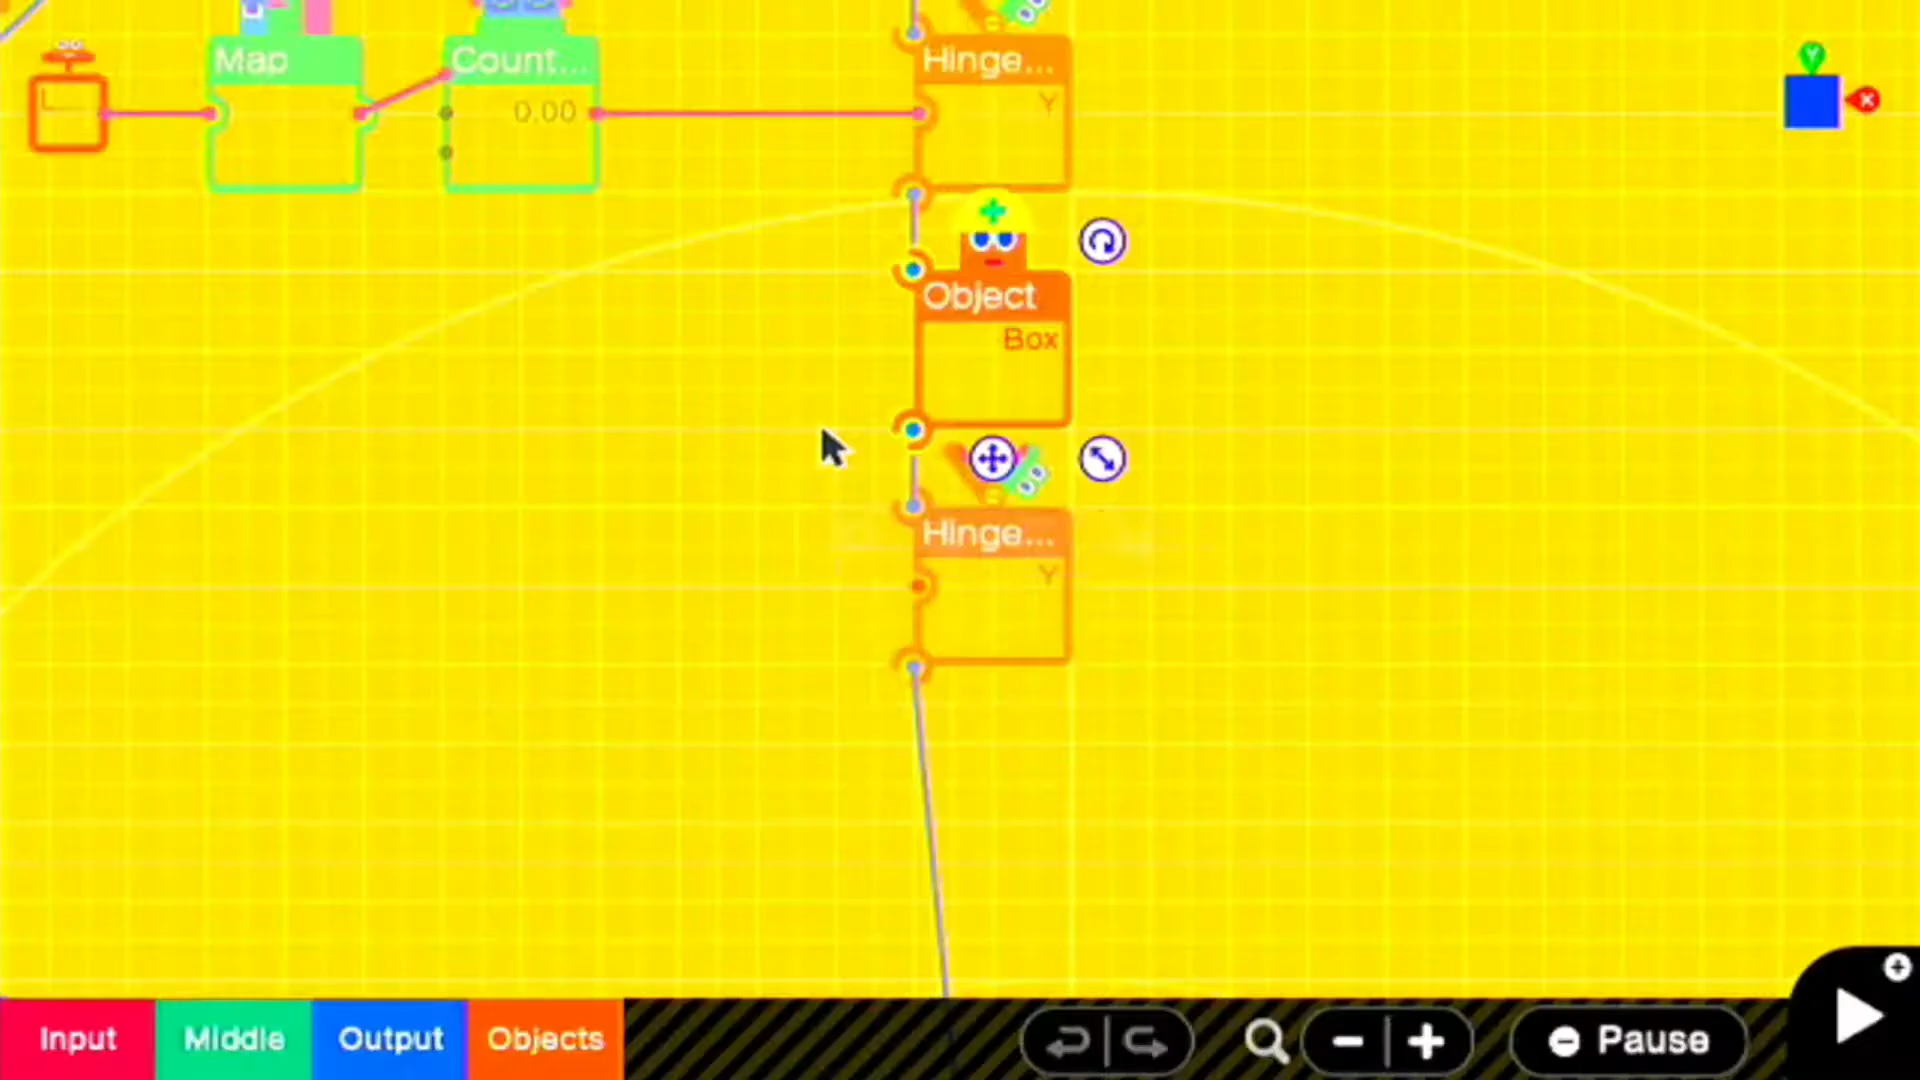 Map
Count...
0.00
Hinge...
Y
Y
X
Object
Box
Hinge...
Y
Input
Middle
Output
Objects
Pause